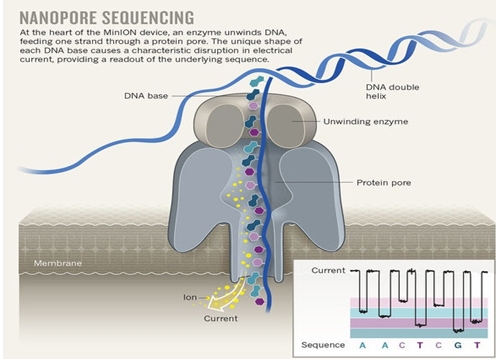 NANOPORE SEQUENCING
At the heart of the MinION device, an enzyme unwinds DNA,
feeding one strand through a protein pore. The unique shape of
each DNA base causes a characteristic disruption in electrical
current, providing a readout of the underlying sequence.
DNA base
DNA double
helix
Unwinding enzyme
Protein pore
Membrane
Ion
Current
Current
Sequence A A C T C G T